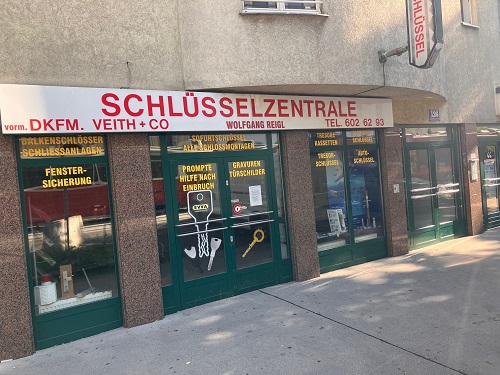 SCHLÜSSEL
SCHLÜSSELZENTRALE
vorm. DKFM. VEITH + CO
WOLFGANG REIGL
TEL. 602 62 93
BALKENSCHLÖSSER
SCHLIESSANLAGEN
FENSTER-
SICHERUNG
SOFORTSCHLÜSSEL
ALLE SCHLOSSMONTAGEN
PROMPTE
HILFE NACH
EINBRUCH
GRAVUREN
TÜRSCHILDER
TRESORE
KASSETTEN
TRESOR-
SCHLÜSSEL
AUTO-
SCHLÜSSEL